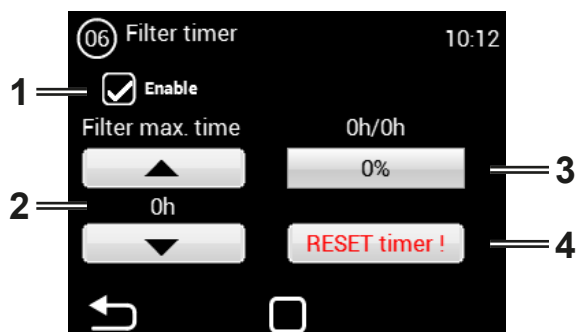 06 Filter timer 10:12
1 Enable
Filter max. time 0h/0h
0% 3
2 0h
RESET timer ! 4